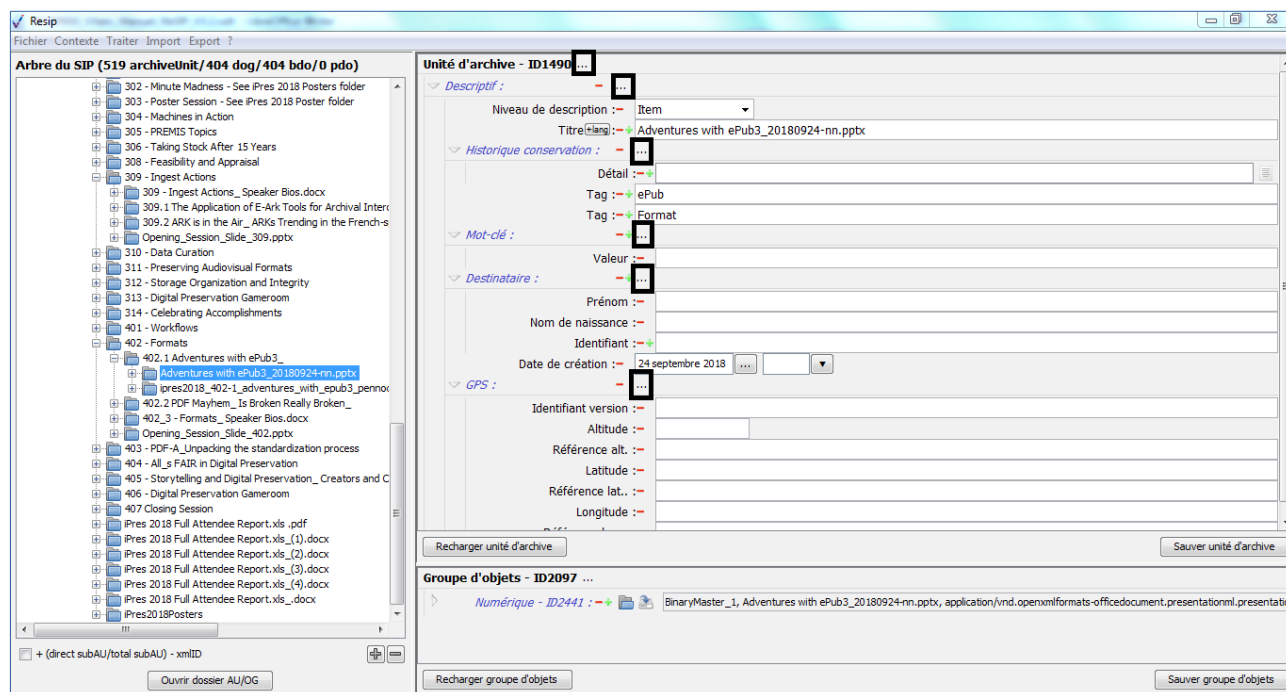 Resip
Fichier Contexte Traiter Import Export ?
Arbre du SIP (519 archiveUnit/404 dog/404 bdo/0 pdo)
302 - Minute Madness - See iPres 2018 Posters folder
303 - Poster Session - See iPres 2018 Poster folder
304 - Machines in Action
305 - PREMIS Topics
306 - Taking Stock After 15 Years
308 - Feasibility and Appraisal
309 - Ingest Actions
309 - Ingest Actions_ Speaker Bios.docx
309.1 The Application of E-Ark Tools for Archival Interc
309.2 ARK is in the Air_ ARKs Trending in the French-s
Opening_Session_Slide_309.pptx
310 - Data Curation
311 - Preserving Audiovisual Formats
312 - Storage Organization and Integrity
313 - Digital Preservation Gameroom
314 - Celebrating Accomplishments
401 - Workflows
402 - Formats
402.1 Adventures with ePub3_
Adventures with ePub3_20180924-nn.pptx
ipres2018_402-1_adventures_with_epub3_pennoc
402.2 PDF Mayhem_ Is Broken Really Broken_
402_3 - Formats_ Speaker Bios.docx
Opening_Session_Slide_402.pptx
403 - PDF-A_Unpacking the standardization process
404 - All_s FAIR in Digital Preservation
405 - Storytelling and Digital Preservation_ Creators and C
406 - Digital Preservation Gameroom
407 Closing Session
iPres 2018 Full Attendee Report.xls .pdf
iPres 2018 Full Attendee Report.xls_(1).docx
iPres 2018 Full Attendee Report.xls_(2).docx
iPres 2018 Full Attendee Report.xls_(3).docx
iPres 2018 Full Attendee Report.xls_(4).docx
iPres 2018 Full Attendee Report.xls_.docx
iPres2018Posters
+ (direct subAU/total subAU) - xmlID
Ouvrir dossier AU/OG
Unité d'archive - ID1490 ...
Descriptif : ...
Niveau de description : Item
Titre +lang : Adventures with ePub3_20180924-nn.pptx
Historique conservation : ...
Détail :
Tag : ePub
Tag : Format
Mot-clé : ...
Valeur :
Destinataire : ...
Prénom :
Nom de naissance :
Identifiant :
Date de création : 24 septembre 2018 ...
GPS : ...
Identifiant version :
Altitude :
Référence alt. :
Latitude :
Référence lat.. :
Longitude :
Recharger unité d'archive
Sauver unité d'archive
Groupe d'objets - ID2097 ...
Numérique - ID2441 : BinaryMaster_1, Adventures with ePub3_20180924-nn.pptx, application/vnd.openxmlformats-officedocument.presentationml.presentatio
Recharger groupe d'objets
Sauver groupe d'objets